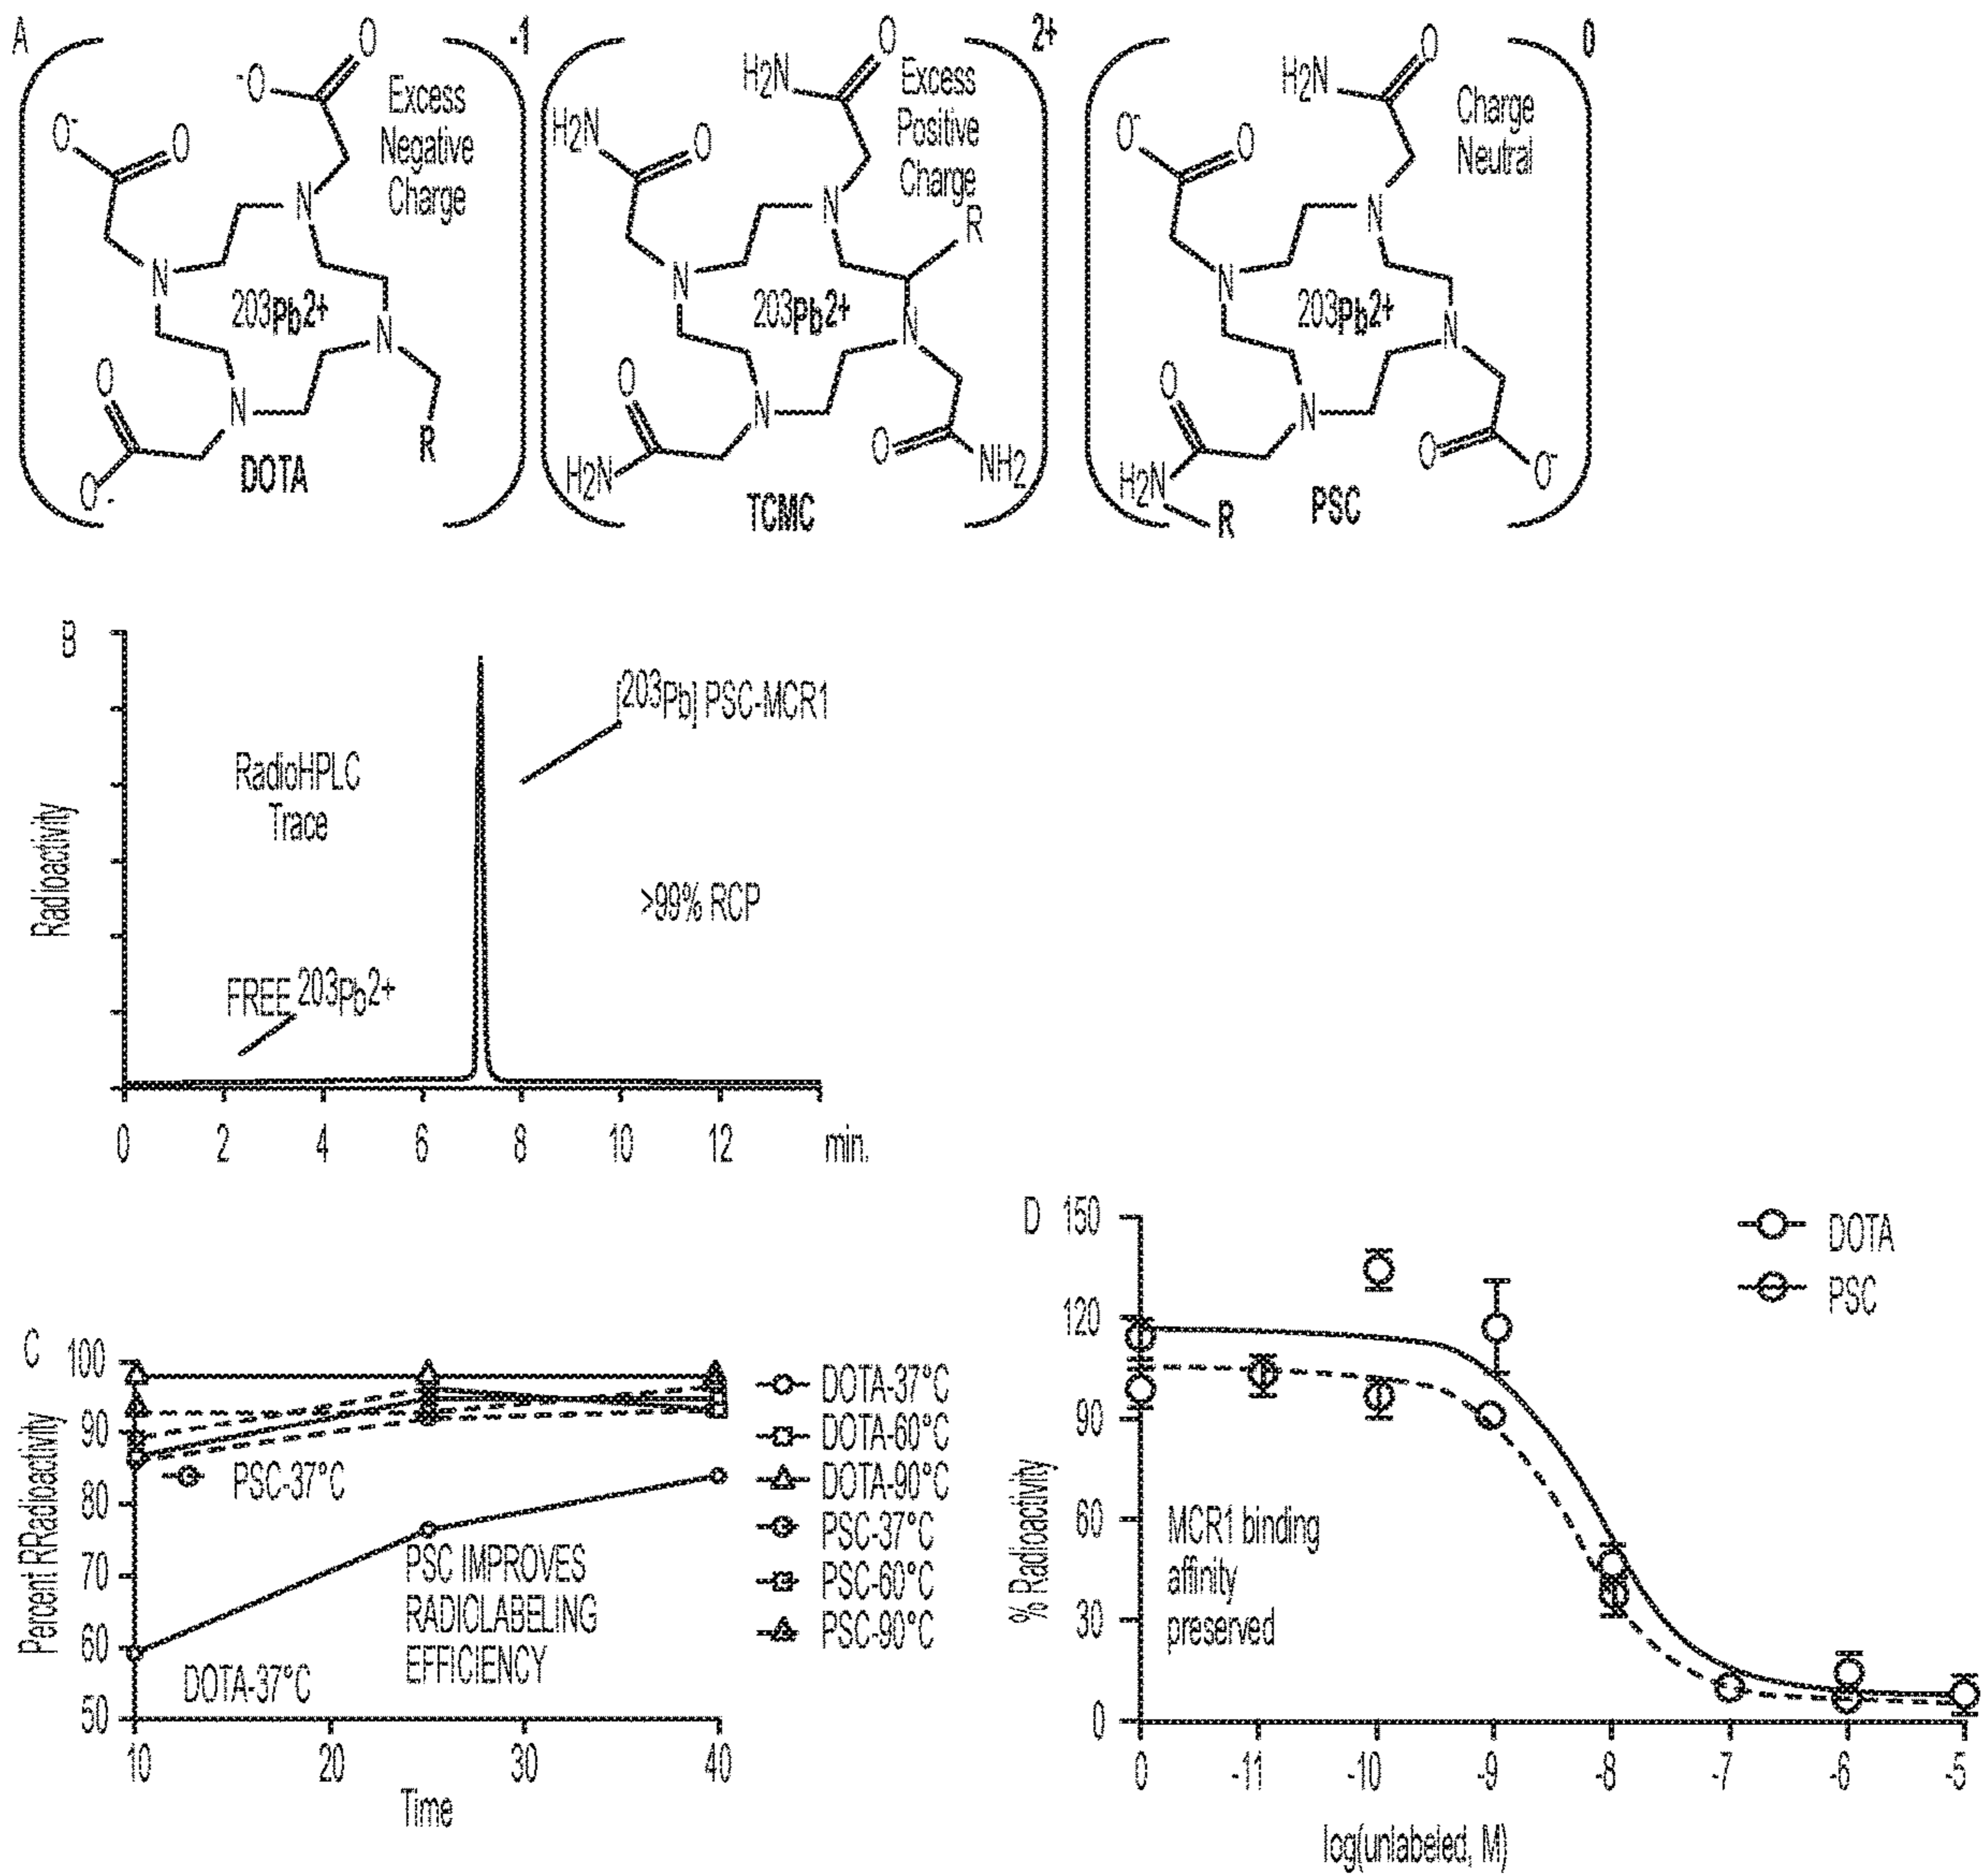 A
-1
⁻O
O
Excess
Negative
Charge
O⁻
O
N
N
²⁰³Pb²⁺
N
O
N
R
O⁻
DOTA
2+
H2N
O
Excess
Positive
Charge
H2N
O
N
R
N
²⁰³Pb²⁺
N
O
N
O
NH2
H2N
TCMC
0
H2N
O
Charge
Neutral
O⁻
O
N
N
²⁰³Pb²⁺
N
O
N
O
O⁻
H2N
R
PSC
B
[²⁰³Pb] PSC-MCR1
RadioHPLC
Trace
Radioactivity
>99% RCP
FREE ²⁰³Pb²⁺
0 2 4 6 8 10 12 min.
C
100
90
80
70
60
50
Percent RRadioactivity
PSC-37°C
PSC IMPROVES
RADICLABELING
EFFICIENCY
DOTA-37°C
10 20 30 40
Time
DOTA-37°C
DOTA-60°C
DOTA-90°C
PSC-37°C
PSC-60°C
PSC-90°C
D
150
120
90
60
30
0
% Radioactivity
DOTA
PSC
MCR1 binding
affinity
preserved
0 -11 -10 -9 -8 -7 -6 -5
log(unlabeled, M)